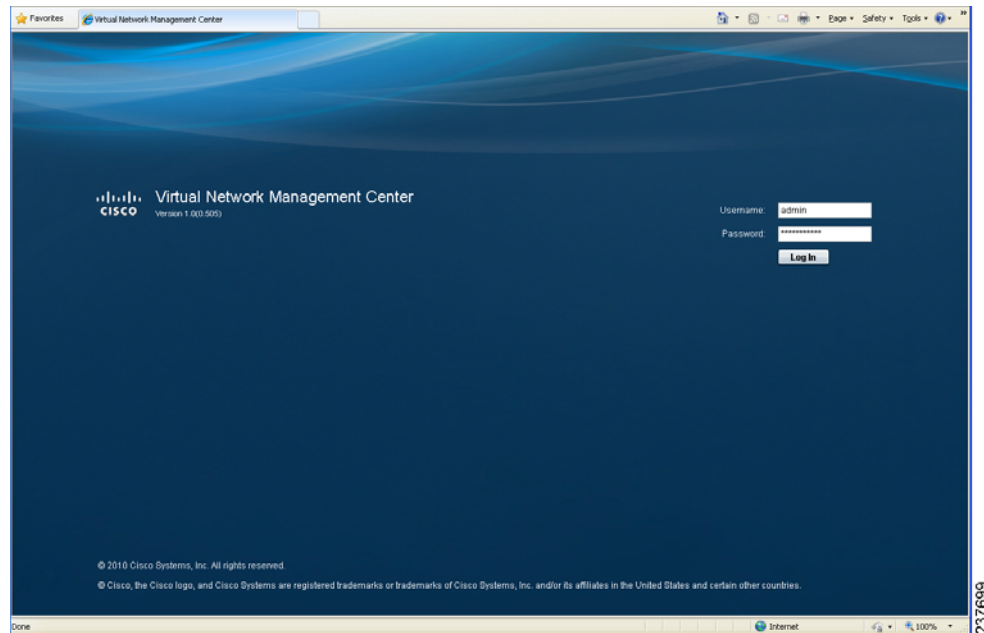 Favorites
Virtual Network Management Center
Page
Safety
Tools
CISCO
Virtual Network Management Center
Version 1.0(0.505)
Username: admin
Password: ***********
Log In
© 2010 Cisco Systems, Inc. All rights reserved.
© Cisco, the Cisco logo, and Cisco Systems are registered trademarks or trademarks of Cisco Systems, Inc. and/or its affiliates in the United States and certain other countries.
Done
Internet
100%
237699